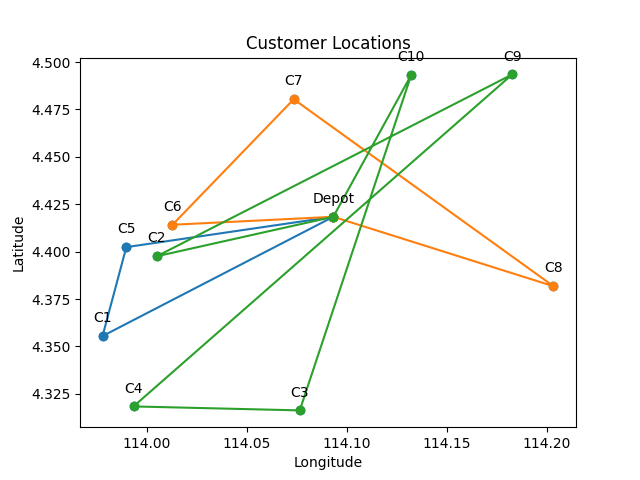 Customer Locations
C10
C9
4.500
C7
4.475
4.450
4.425
C6
Depot
C5
C2
4.400
C8
4.375
C1
4.350
4.325
C4
C3
114.00
114.05
114.10
114.15
114.20
Longitude
Latitude